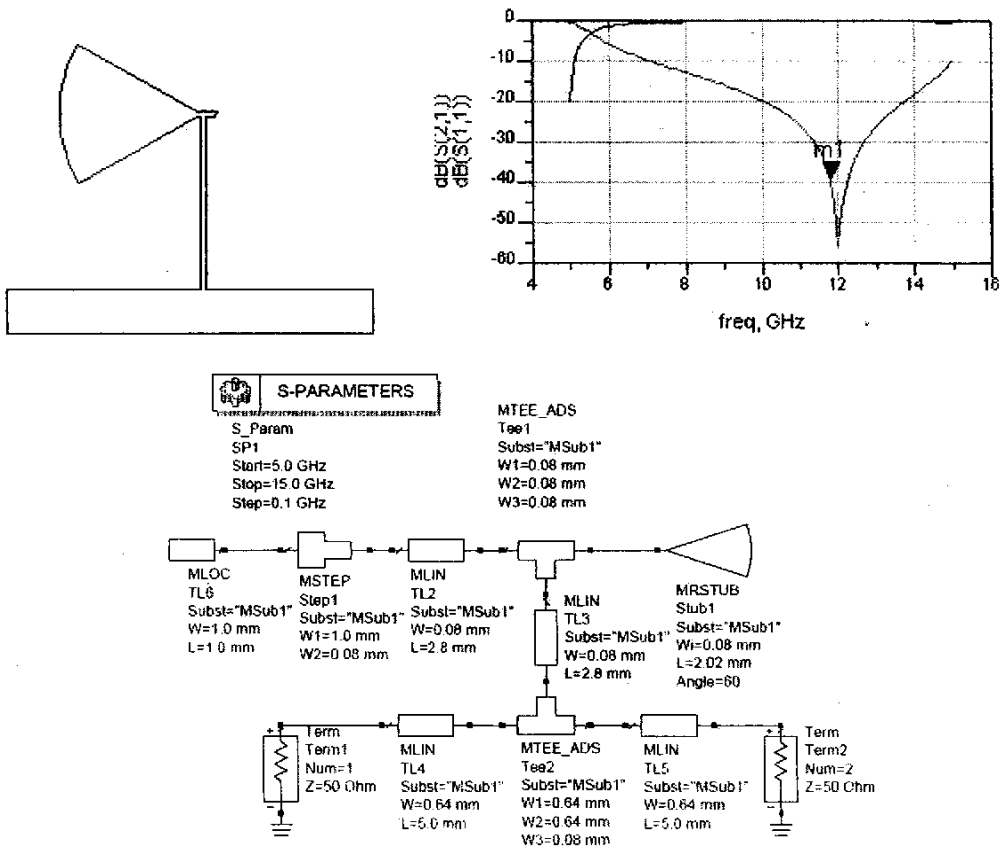 0
-10
-20
-30
-40
-50
-60
dB(S(2,1))
dB(S(1,1))
m1
4 6 8 10 12 14 16
freq, GHz
S-PARAMETERS
S_Param
SP1
Start=5.0 GHz
Stop=15.0 GHz
Step=0.1 GHz
MTEE_ADS
Tee1
Subst="MSub1"
W1=0.08 mm
W2=0.08 mm
W3=0.08 mm
MLOC
TL6
Subst="MSub1"
W=1.0 mm
L=1.0 mm
MSTEP
Step1
Subst="MSub1"
W1=1.0 mm
W2=0.08 mm
MLIN
TL2
Subst="MSub1"
W=0.08 mm
L=2.8 mm
MLIN
TL3
Subst="MSub1"
W=0.08 mm
L=2.8 mm
MRSTUB
Stub1
Subst="MSub1"
Wi=0.08 mm
L=2.02 mm
Angle=60
+
-
Term
Term1
Num=1
Z=50 Ohm
MLIN
TL4
Subst="MSub1"
W=0.64 mm
L=5.0 mm
MTEE_ADS
Tee2
Subst="MSub1"
W1=0.64 mm
W2=0.64 mm
W3=0.08 mm
MLIN
TL5
Subst="MSub1"
W=0.64 mm
L=5.0 mm
+
-
Term
Term2
Num=2
Z=50 Ohm